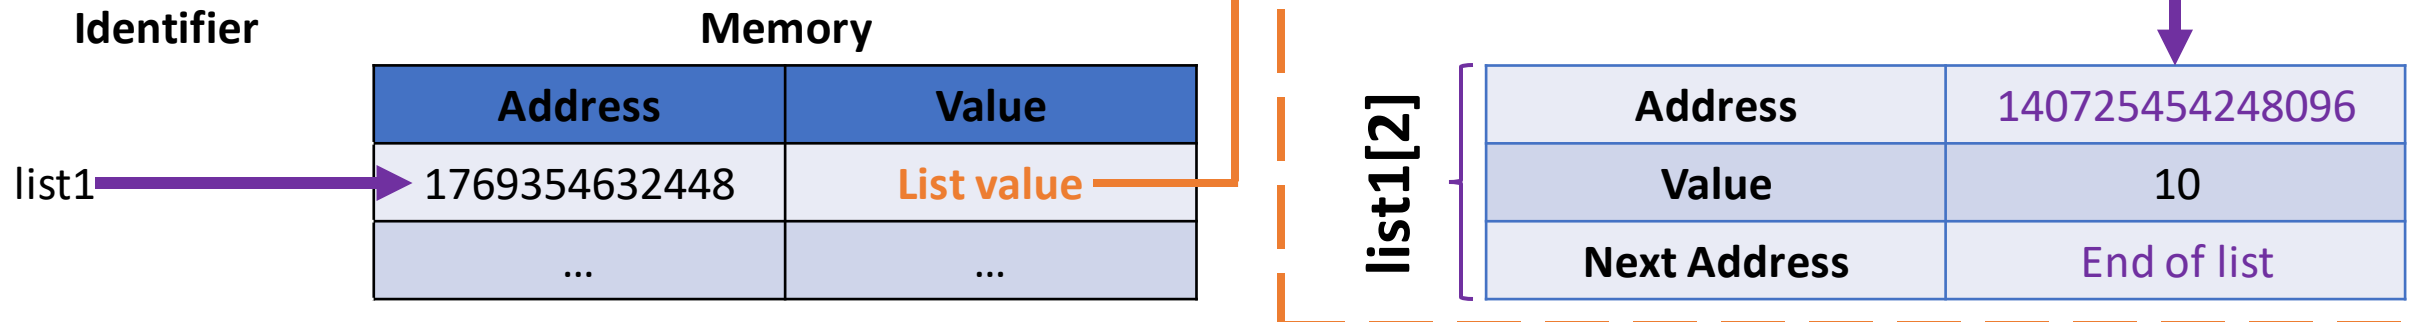 Identifier
Memory
Address Value
list1 1769354632448 List value
... ...
list1[2]
Address 140725454248096
Value 10
Next Address End of list